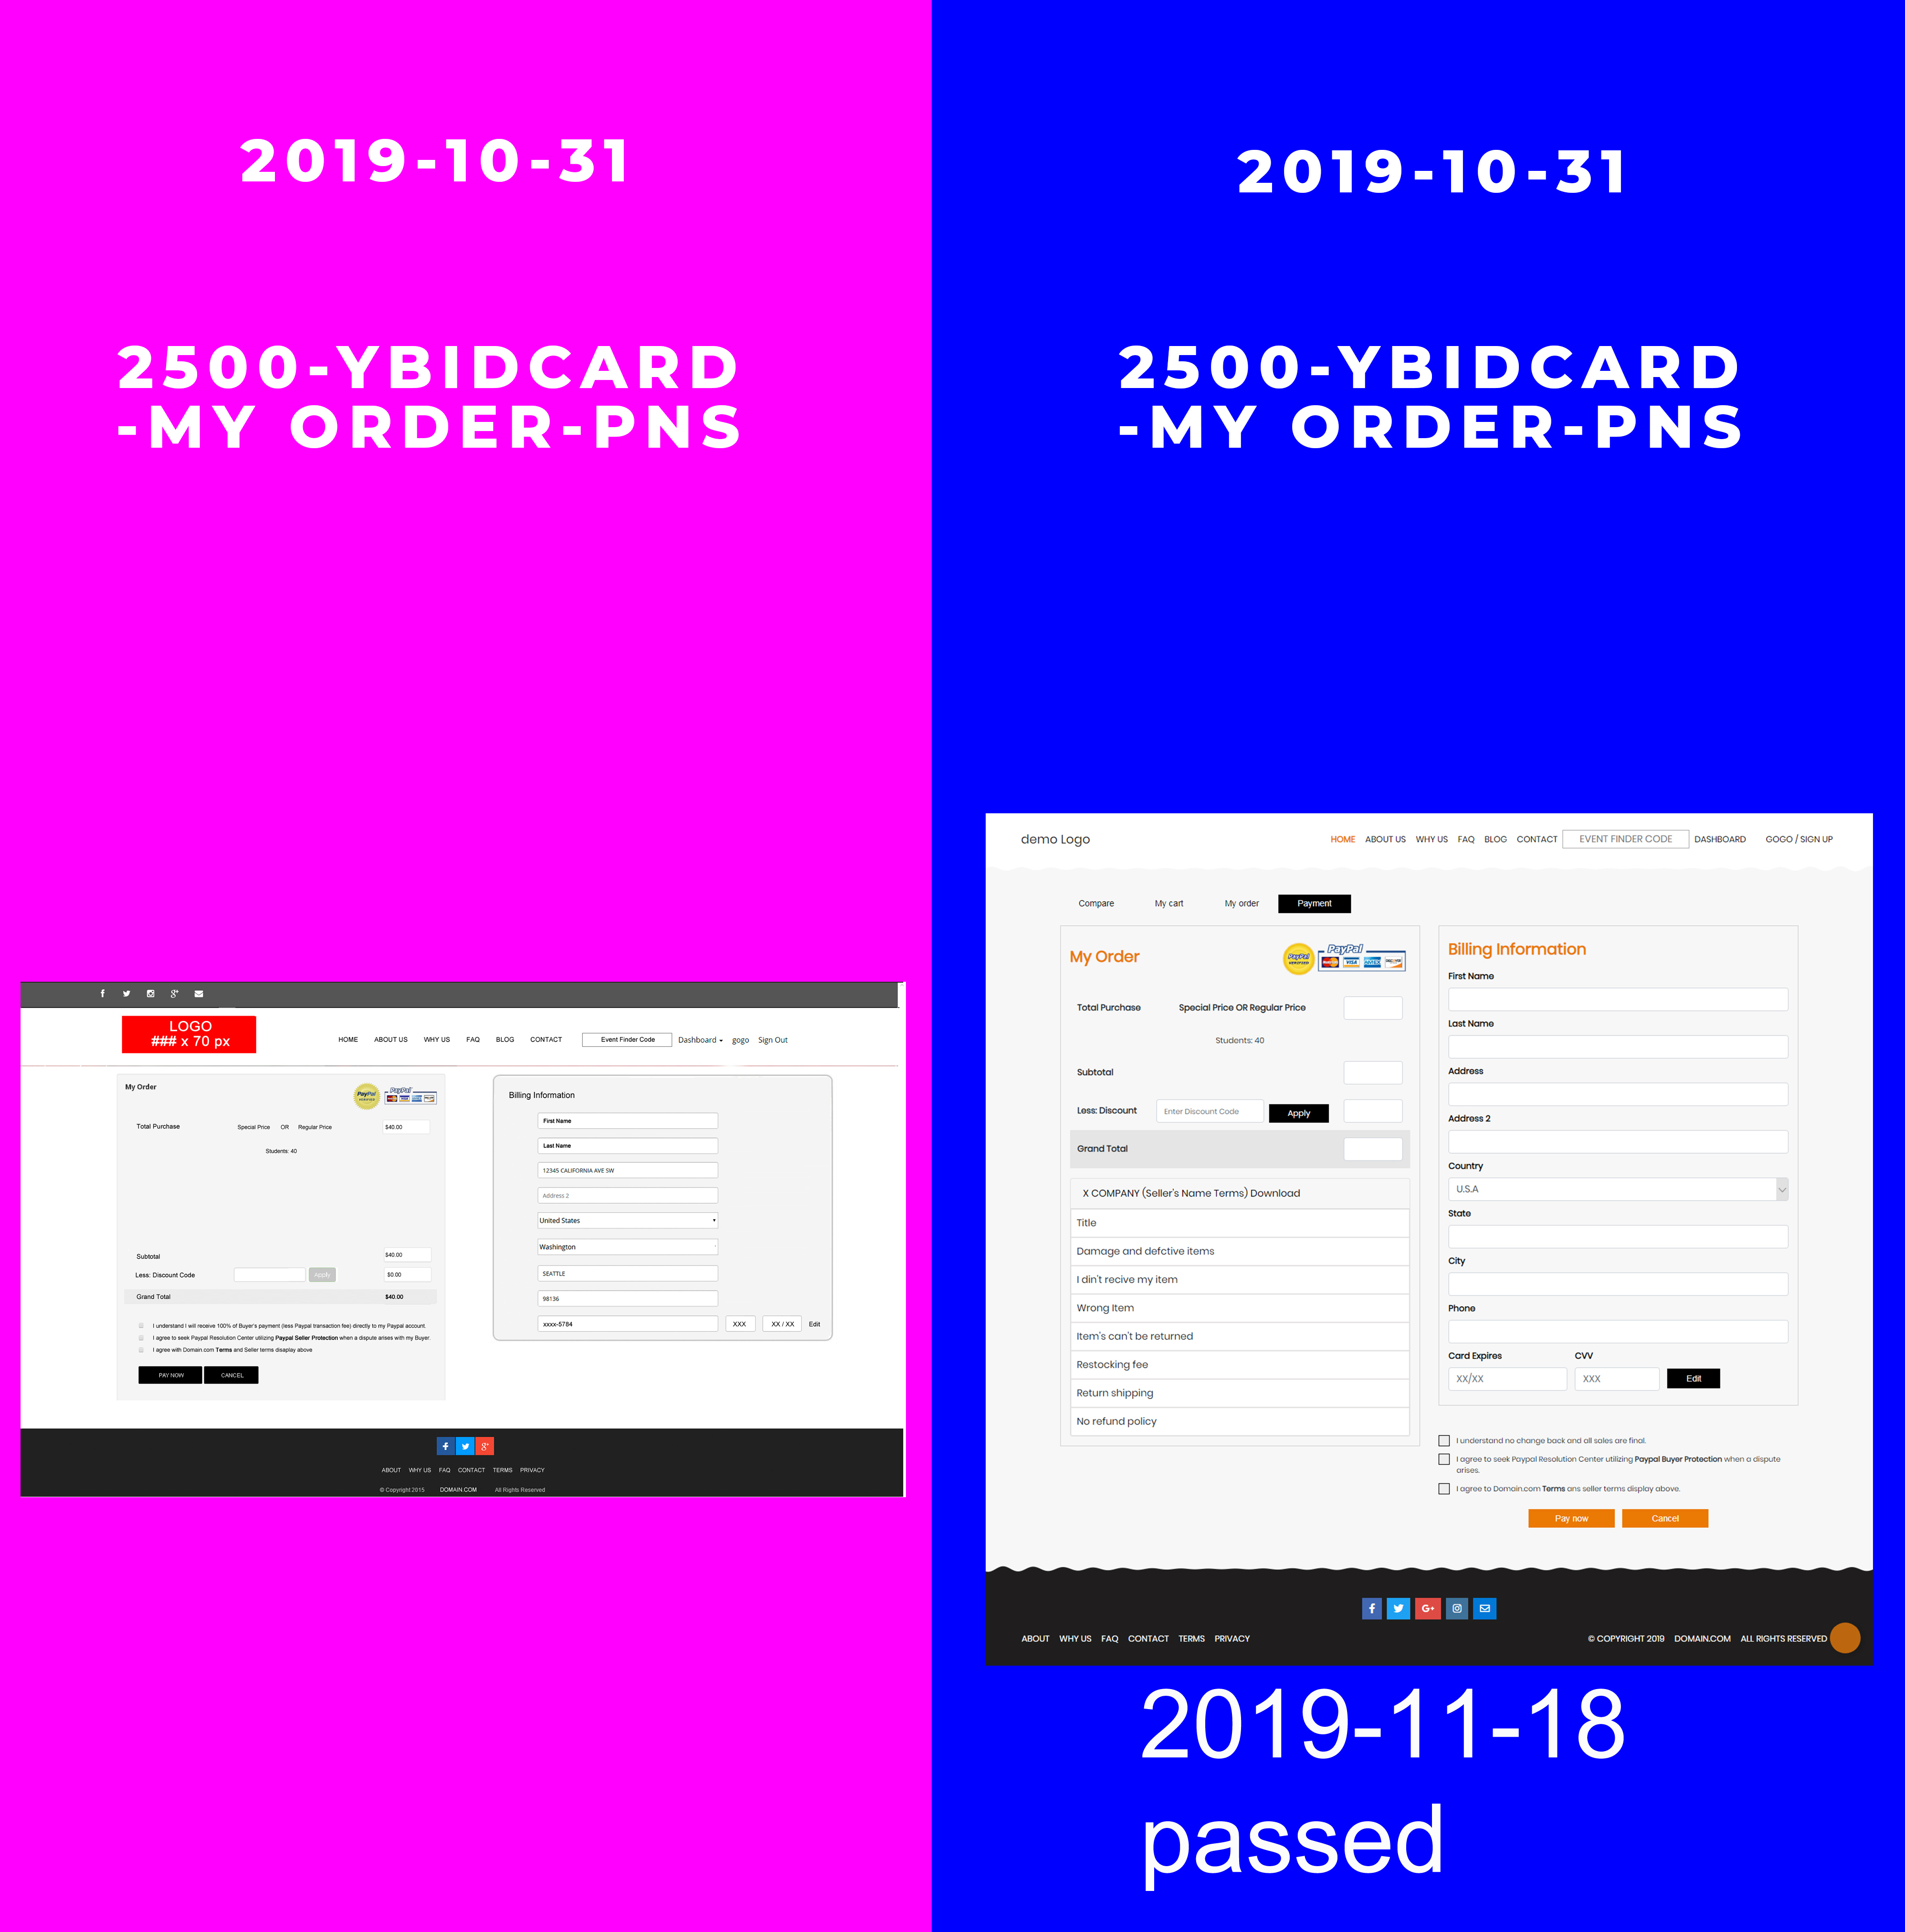 2019-10-31
2500-YBIDCARD
-MY ORDER-PNS
LOGO
### x 70 px
HOME ABOUT US WHY US FAQ BLOG CONTACT Event Finder Code Dashboard gogo Sign Out
My Order
PayPal
VERIFIED
PayPal
Total Purchase Special Price OR Regular Price $40.00
Students: 40
Subtotal $40.00
Less: Discount Code Apply $0.00
Grand Total $40.00
I understand I will receive 100% of Buyer's payment (less Paypal transaction fee) directly to my Paypal account.
I agree to seek Paypal Resolution Center utilizing Paypal Seller Protection when a dispute arises with my Buyer.
I agree with Domain.com Terms and Seller terms disaplay above
PAY NOW CANCEL
Billing Information
First Name
Last Name
12345 CALIFORNIA AVE SW
Address 2
United States
Washington
SEATTLE
98136
xxxx-5784 XXX XX / XX Edit
ABOUT WHY US FAQ CONTACT TERMS PRIVACY
© Copyright 2015 DOMAIN.COM All Rights Reserved
2019-10-31
2500-YBIDCARD
-MY ORDER-PNS
demo Logo
HOME ABOUT US WHY US FAQ BLOG CONTACT EVENT FINDER CODE DASHBOARD GOGO / SIGN UP
Compare My cart My order Payment
My Order
PayPal
VERIFIED
PayPal
MasterCard VISA AMEX DISCOVER
Total Purchase Special Price OR Regular Price
Students: 40
Subtotal
Less: Discount Enter Discount Code Apply
Grand Total
X COMPANY (Seller's Name Terms) Download
Title
Damage and defctive items
I din't recive my item
Wrong Item
Item's can't be returned
Restocking fee
Return shipping
No refund policy
Billing Information
First Name
Last Name
Address
Address 2
Country
U.S.A
State
City
Phone
Card Expires CVV
XX/XX XXX Edit
I understand no change back and all sales are final.
I agree to seek Paypal Resolution Center utilizing Paypal Buyer Protection when a dispute
arises.
I agree to Domain.com Terms ans seller terms display above.
Pay now Cancel
ABOUT WHY US FAQ CONTACT TERMS PRIVACY
© COPYRIGHT 2019 DOMAIN.COM ALL RIGHTS RESERVED
2019-11-18
passed